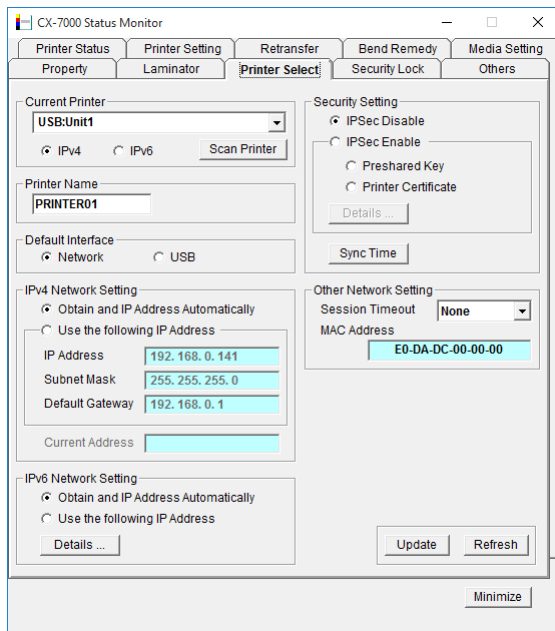 CX-7000 Status Monitor
Printer Status Printer Setting Retransfer Bend Remedy Media Setting
Property Laminator Printer Select Security Lock Others
Current Printer
USB:Unit1
IPv4 IPv6 Scan Printer
Printer Name
PRINTER01
Default Interface
Network USB
IPv4 Network Setting
Obtain and IP Address Automatically
Use the following IP Address
IP Address 192. 168. 0. 141
Subnet Mask 255. 255. 255. 0
Default Gateway 192. 168. 0. 1
Current Address
IPv6 Network Setting
Obtain and IP Address Automatically
Use the following IP Address
Details ...
Security Setting
IPSec Disable
IPSec Enable
Preshared Key
Printer Certificate
Details ...
Sync Time
Other Network Setting
Session Timeout None
MAC Address
E0-DA-DC-00-00-00
Update Refresh
Minimize